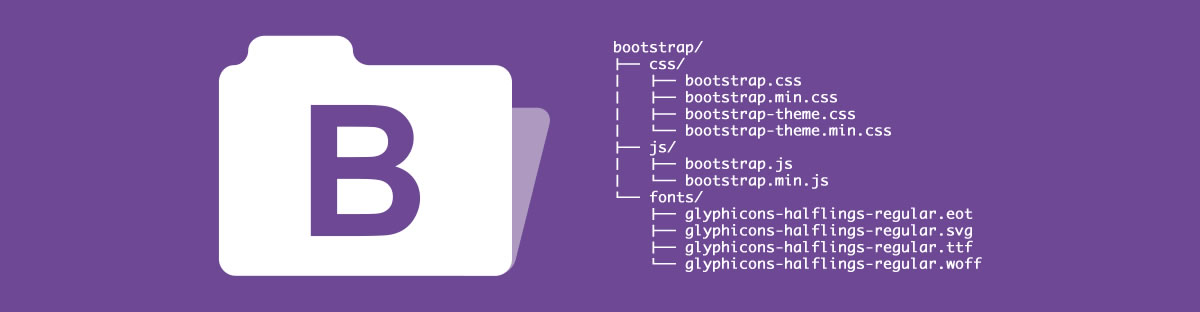 B
bootstrap/
├── css/
│   ├── bootstrap.css
│   ├── bootstrap.min.css
│   ├── bootstrap-theme.css
│   └── bootstrap-theme.min.css
├── js/
│   ├── bootstrap.js
│   └── bootstrap.min.js
└── fonts/
    ├── glyphicons-halflings-regular.eot
    ├── glyphicons-halflings-regular.svg
    ├── glyphicons-halflings-regular.ttf
    └── glyphicons-halflings-regular.woff